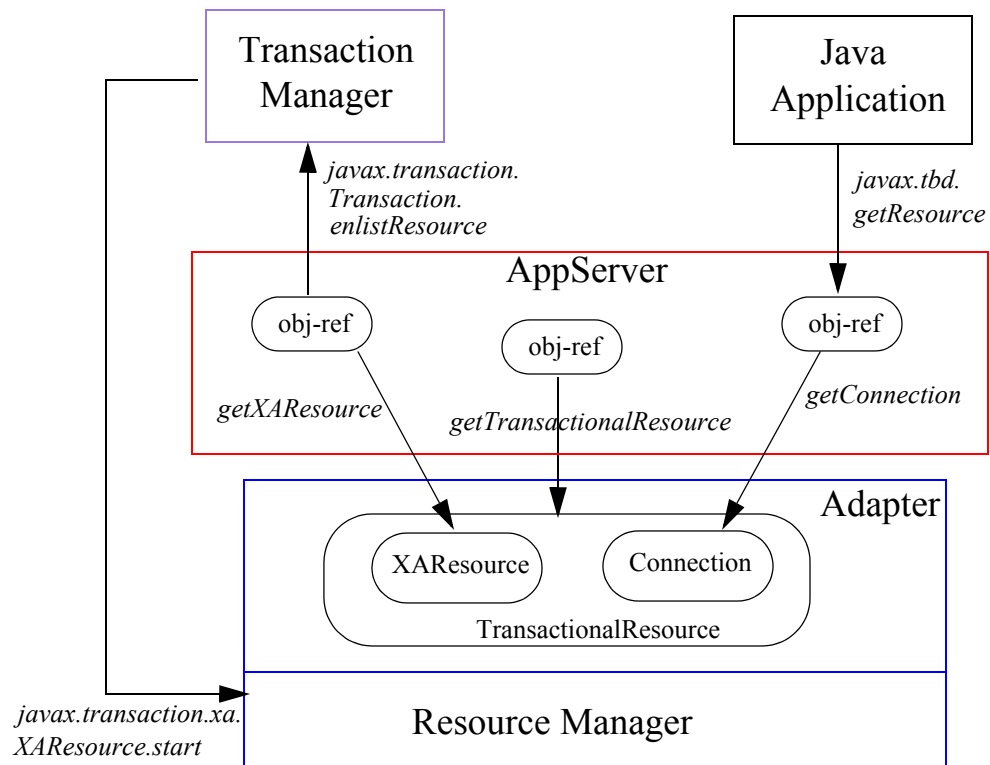 Transaction
Manager
Java
Application
javax.transaction.
Transaction.
enlistResource
javax.tbd.
getResource
AppServer
obj-ref
obj-ref
obj-ref
getXAResource
getTransactionalResource
getConnection
Adapter
XAResource
Connection
TransactionalResource
javax.transaction.xa.
XAResource.start
Resource Manager